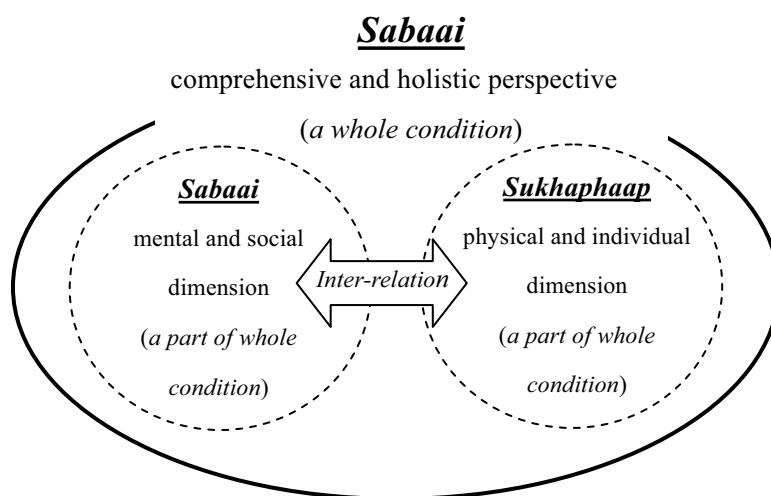 Sabaai
comprehensive and holistic perspective
(a whole condition)
Sabaai
mental and social
dimension
(a part of whole
condition)
Inter-relation
Sukhaphaap
physical and individual
dimension
(a part of whole
condition)